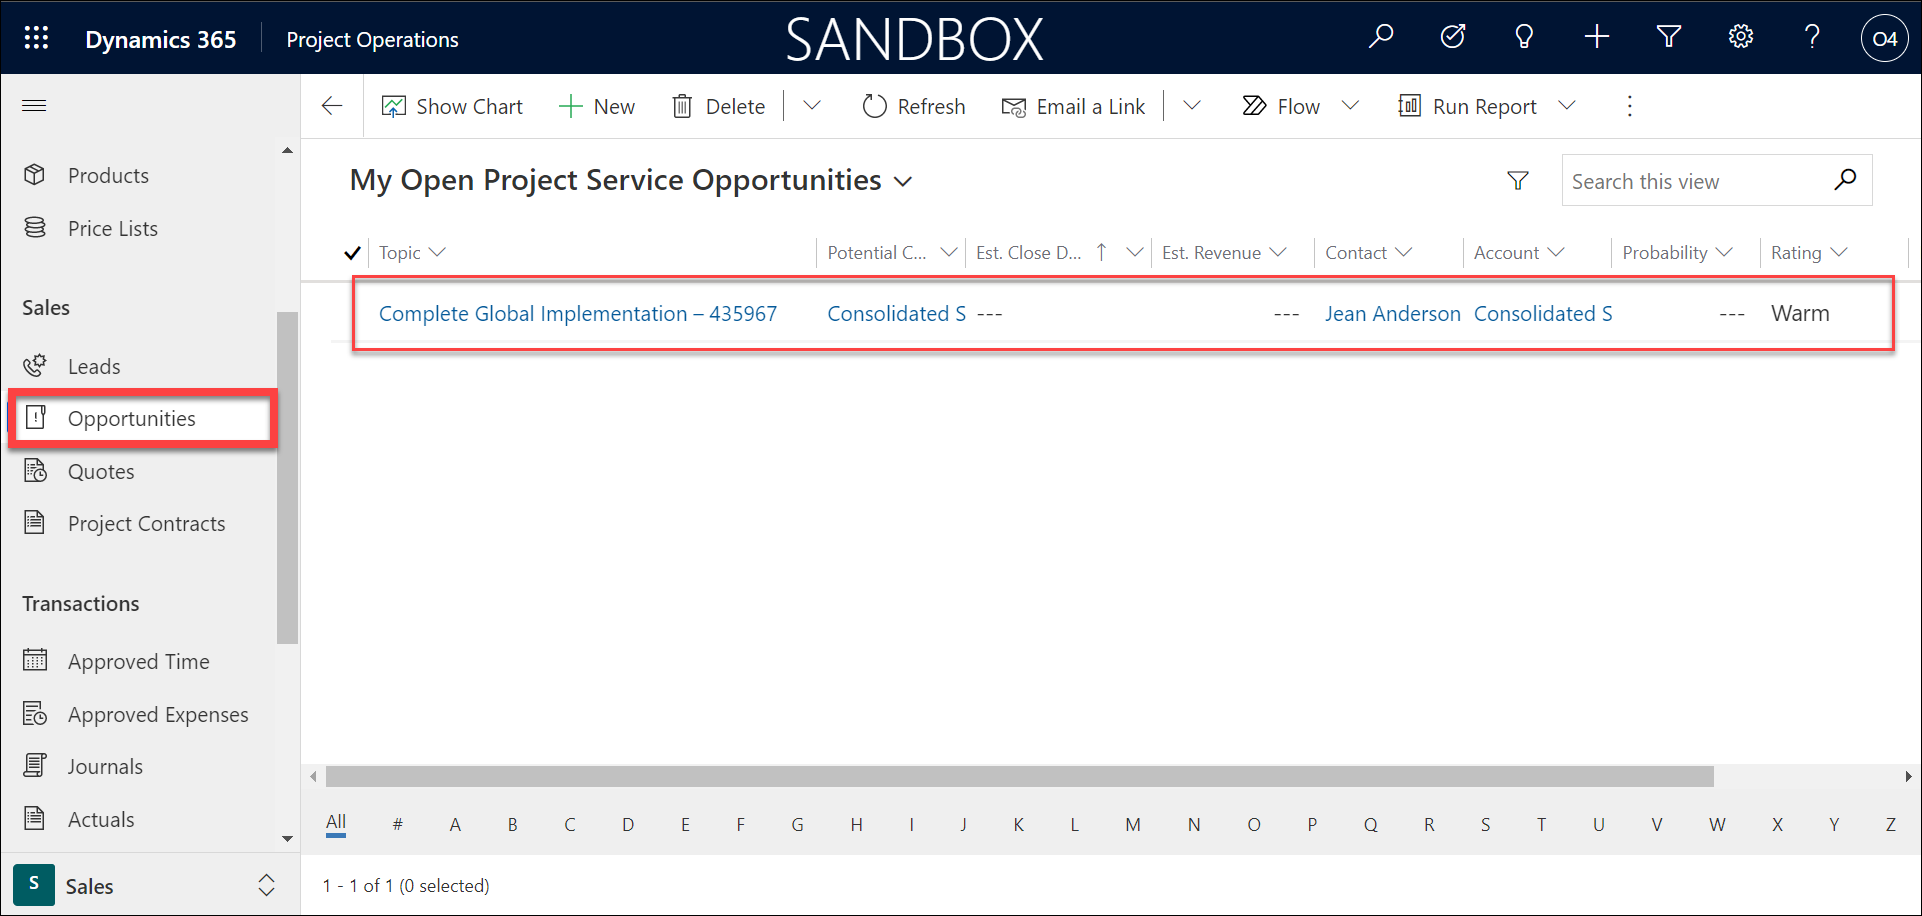 Dynamics 365 Project Operations SANDBOX O4
Show Chart New Delete Refresh Email a Link Flow Run Report
Products
Price Lists
Sales
Leads
Opportunities
Quotes
Project Contracts
Transactions
Approved Time
Approved Expenses
Journals
Actuals
S Sales
My Open Project Service Opportunities Search this view
Topic Potential C... Est. Close D... Est. Revenue Contact Account Probability Rating
Complete Global Implementation – 435967 Consolidated S --- --- Jean Anderson Consolidated S --- Warm
All # A B C D E F G H I J K L M N O P Q R S T U V W X Y Z
1 - 1 of 1 (0 selected)